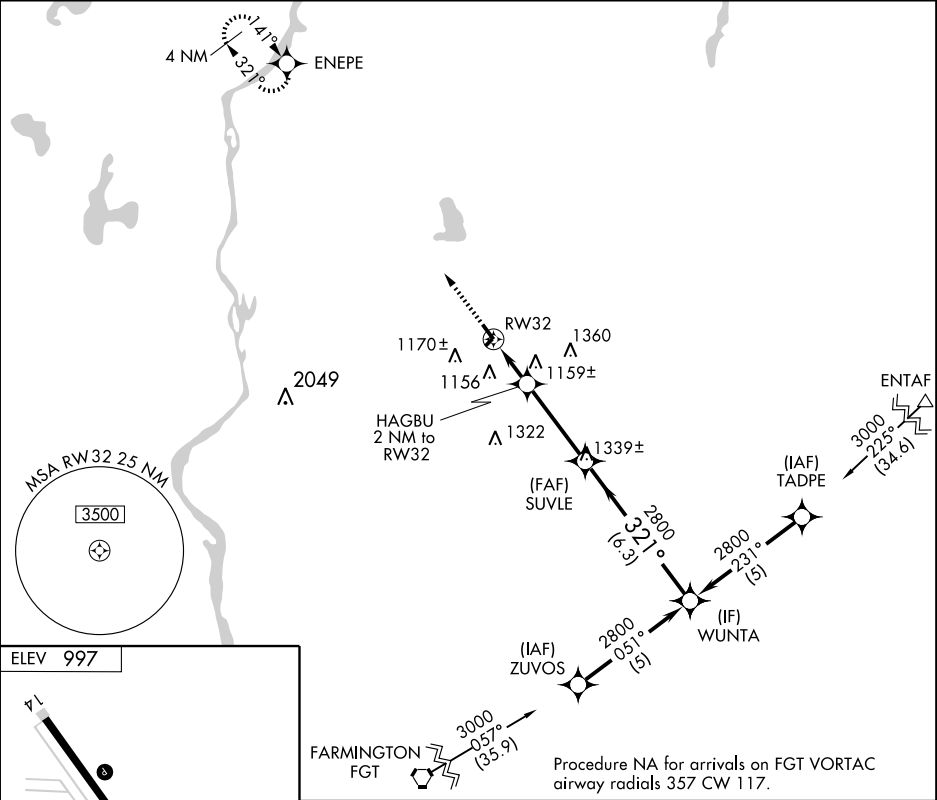 141°
4 NM
321°
ENEPE
RW32
1170±
1360
1156
1159±
2049
HAGBU
2 NM to
RW32
1322
1339±
(FAF)
SUVLE
ENTAF
3000
225°
(34.6)
(IAF)
TADPE
MSA RW32 25 NM
3500
2800
321°
(6.3)
2800
231°
(5)
(IF)
WUNTA
2800
051°
(5)
(IAF)
ZUVOS
ELEV 997
14
P
3000
057°
(35.9)
FARMINGTON
FGT
Procedure NA for arrivals on FGT VORTAC
airway radials 357 CW 117.